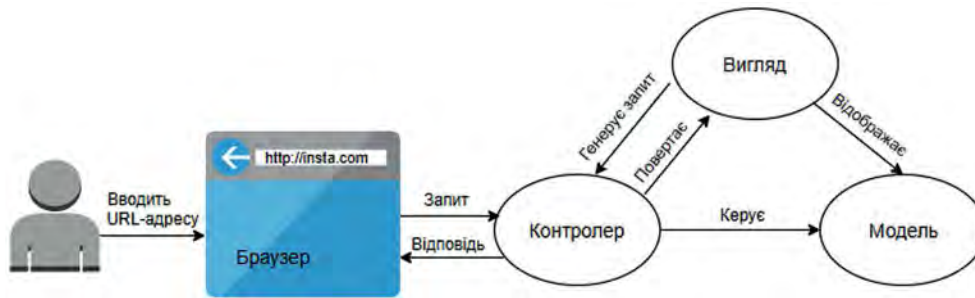 Вигляд
Генерує запит
Повертає
Відображає
http://insta.com
Вводить
URL-адресу
Запит
Відповідь
Браузер
Контролер
Керує
Модель